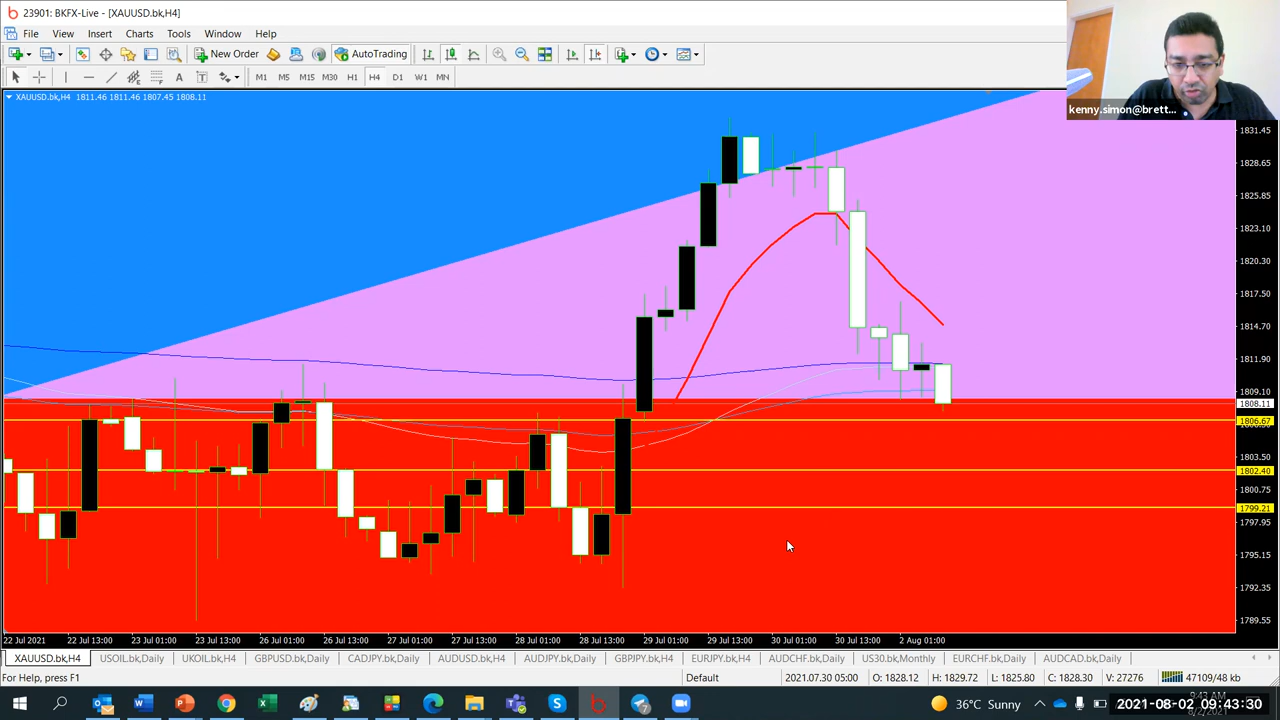 23901: BKFX-Live - [XAUUSD.bk,H4]
File View Insert Charts Tools Window Help
New Order AutoTrading
A T M1 M5 M15 M30 H1 H4 D1 W1 MN
XAUUSD.bk,H4 1811.46 1811.46 1807.45 1808.11
kenny.simon@brett...
1831.45
1828.65
1825.85
1823.10
1820.30
1817.50
1814.70
1811.90
1809.10
1808.11
1806.67
1803.50
1802.40
1800.75
1799.21
1797.95
1795.15
1792.35
1789.55
22 Jul 2021 22 Jul 13:00 23 Jul 01:00 23 Jul 13:00 26 Jul 01:00 26 Jul 13:00 27 Jul 01:00 27 Jul 13:00 28 Jul 01:00 28 Jul 13:00 29 Jul 01:00 29 Jul 13:00 30 Jul 01:00 30 Jul 13:00 2 Aug 01:00
XAUUSD.bk,H4 USOIL.bk,Daily UKOIL.bk,H4 GBPUSD.bk,Daily CADJPY.bk,Daily AUDUSD.bk,H4 AUDJPY.bk,Daily GBPJPY.bk,H4 EURJPY.bk,H4 AUDCHF.bk,Daily US30.bk,Monthly EURCHF.bk,Daily AUDCAD.bk,Daily
For Help, press F1 Default 2021.07.30 05:00 O: 1828.12 H: 1829.72 L: 1825.80 C: 1828.30 V: 27276 47109/48 kb
36°C Sunny 2021-08-02 09:43:30